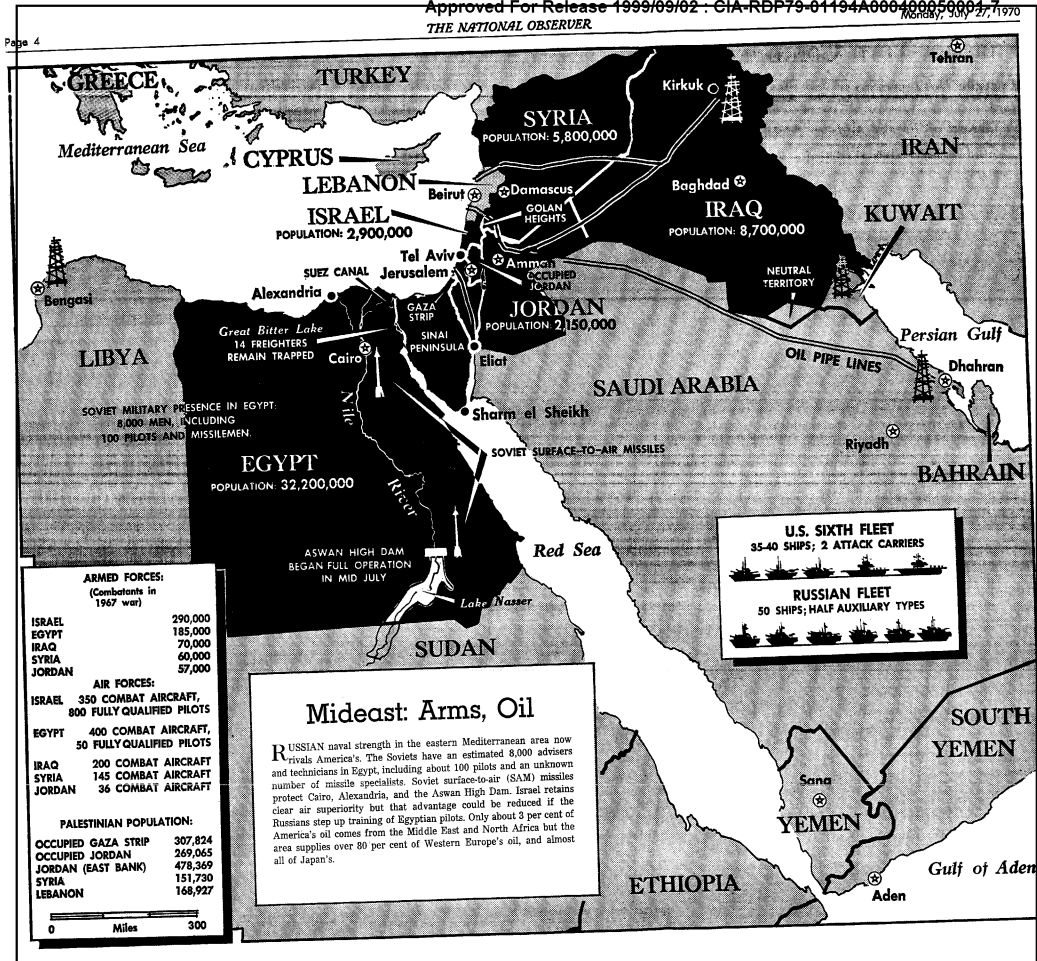 Approved For Release 1999/09/02 : CIA-RDP79-01194A000400050001-7
Monday, July 27, 1970
THE NATIONAL OBSERVER
Page 4
GREECE
TURKEY
Tehran
Kirkuk
SYRIA
POPULATION: 5,800,000
Mediterranean Sea
CYPRUS
IRAN
LEBANON
Beirut
Damascus
Baghdad
GOLAN
HEIGHTS
ISRAEL
POPULATION: 2,900,000
IRAQ
POPULATION: 8,700,000
KUWAIT
Tel Aviv
Jerusalem
Amman
OCCUPIED
JORDAN
NEUTRAL
TERRITORY
SUEZ CANAL
Bengasi
Alexandria
GAZA
STRIP
JORDAN
POPULATION: 2,150,000
Great Bitter Lake
14 FREIGHTERS
REMAIN TRAPPED
SINAI
PENINSULA
Persian Gulf
Cairo
Eliat
OIL PIPE LINES
Dhahran
LIBYA
SAUDI ARABIA
Nile
River
SOVIET MILITARY PRESENCE IN EGYPT:
8,000 MEN, INCLUDING
100 PILOTS AND MISSILEMEN.
Sharm el Sheikh
Riyadh
SOVIET SURFACE-TO-AIR MISSILES
EGYPT
POPULATION: 32,200,000
BAHRAIN
ASWAN HIGH DAM
BEGAN FULL OPERATION
IN MID JULY
Red Sea
Lake Nasser
U.S. SIXTH FLEET
35-40 SHIPS; 2 ATTACK CARRIERS
RUSSIAN FLEET
50 SHIPS; HALF AUXILIARY TYPES
SUDAN
ARMED FORCES:
(Combatants in
1967 war)
ISRAEL 290,000
EGYPT 185,000
IRAQ 70,000
SYRIA 60,000
JORDAN 57,000
AIR FORCES:
ISRAEL 350 COMBAT AIRCRAFT,
800 FULLY QUALIFIED PILOTS
EGYPT 400 COMBAT AIRCRAFT,
50 FULLY QUALIFIED PILOTS
IRAQ 200 COMBAT AIRCRAFT
SYRIA 145 COMBAT AIRCRAFT
JORDAN 36 COMBAT AIRCRAFT
PALESTINIAN POPULATION:
OCCUPIED GAZA STRIP 307,824
OCCUPIED JORDAN 269,065
JORDAN (EAST BANK) 478,369
SYRIA 151,730
LEBANON 168,927
0 Miles 300
Mideast: Arms, Oil
RUSSIAN naval strength in the eastern Mediterranean area now
rivals America's. The Soviets have an estimated 8,000 advisers
and technicians in Egypt, including about 100 pilots and an unknown
number of missile specialists. Soviet surface-to-air (SAM) missiles
protect Cairo, Alexandria, and the Aswan High Dam. Israel retains
clear air superiority but that advantage could be reduced if the
Russians step up training of Egyptian pilots. Only about 3 per cent of
America's oil comes from the Middle East and North Africa but the
area supplies over 80 per cent of Western Europe's oil, and almost
all of Japan's.
SOUTH
YEMEN
Sana
YEMEN
ETHIOPIA
Gulf of Aden
Aden